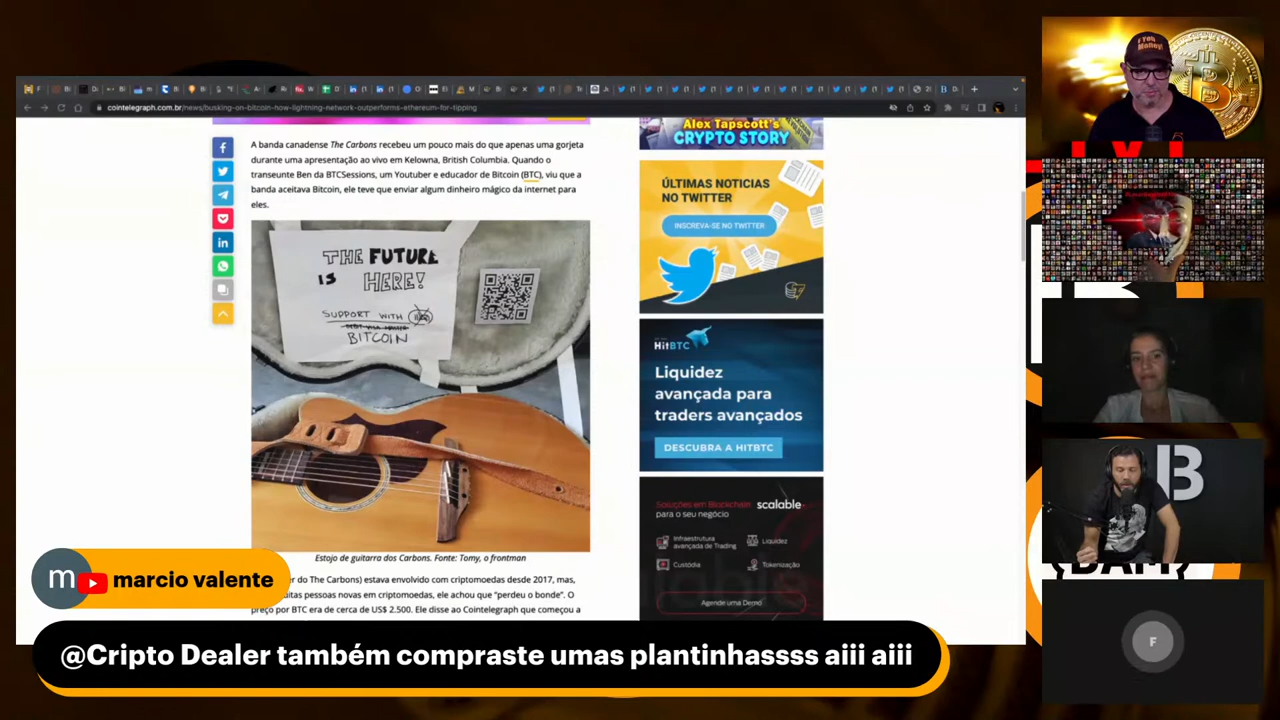 cointelegraph.com.br/news/busking-on-bitcoin-now-lightning-network-outperforms-ethereum-for-tipping
A banda canadense The Carbons recebeu um pouco mais do que apenas uma gorjeta
durante uma apresentação ao vivo em Kelowna, British Columbia. Quando o
transeunte Ben da BTCSessions, um Youtuber e educador de Bitcoin (BTC), viu que a
banda aceitava Bitcoin, ele teve que enviar algum dinheiro mágico da internet para
eles.
THE FUTURE
IS HERE!
SUPPORT WITH
BITCOIN
Estojo de guitarra dos Carbons. Fonte: Tomy, o frontman
er do The Carbons) estava envolvido com criptomoedas desde 2017, mas,
uitas pessoas novas em criptomoedas, ele achou que "perdeu o bonde". O
preço por BTC era de cerca de US$ 2.500. Ele disse ao Cointelegraph que começou a
Alex Tapscott's
CRYPTO STORY
ÚLTIMAS NOTICIAS
NO TWITTER
INSCREVA-SE NO TWITTER
HitBTC
Liquidez
avançada para
traders avançados
DESCUBRA A HITBTC
Soluções em Blockchain
para o seu negócio
scalable
Infraestrutura
avançada de Trading
Liquidez
Custódia
Tokenização
Agende uma Demo
m
marcio valente
@Cripto Dealer também compraste umas plantinhassss aiii aiii
B
F